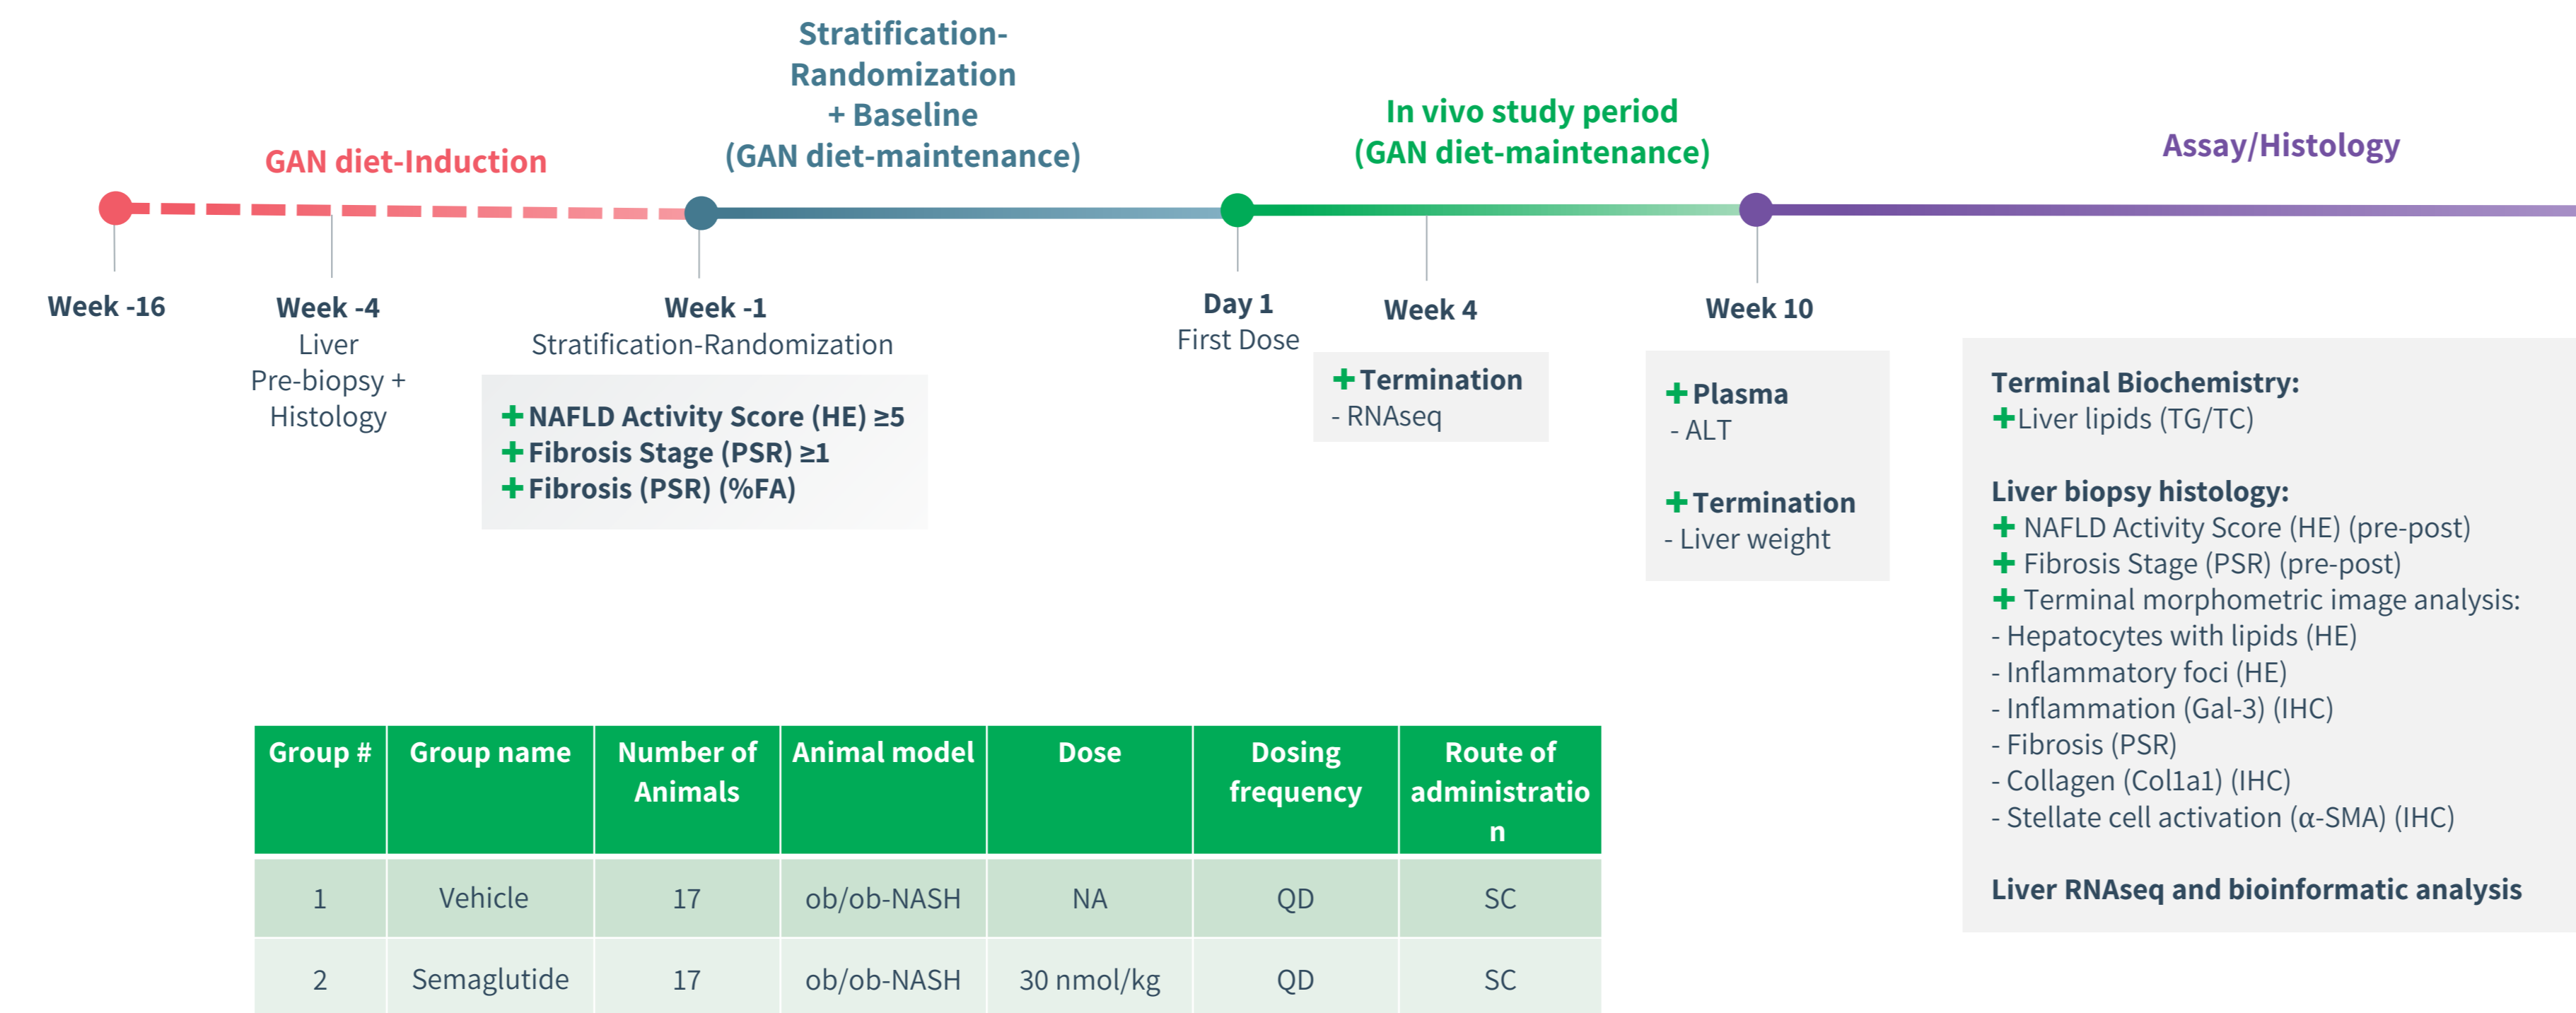 Stratification-
Randomization
+ Baseline
(GAN diet-maintenance)
GAN diet-Induction
In vivo study period
(GAN diet-maintenance)
Assay/Histology
Week -16
Week -4
Liver
Pre-biopsy +
Histology
Week -1
Stratification-Randomization
+NAFLD Activity Score (HE) ≥5
+Fibrosis Stage (PSR) ≥1
+Fibrosis (PSR) (%FA)
Day 1
First Dose
Week 4
+Termination
- RNAseq
Week 10
+Plasma
- ALT
+Termination
- Liver weight
Terminal Biochemistry:
+Liver lipids (TG/TC)
Liver biopsy histology:
+ NAFLD Activity Score (HE) (pre-post)
+ Fibrosis Stage (PSR) (pre-post)
+ Terminal morphometric image analysis:
- Hepatocytes with lipids (HE)
- Inflammatory foci (HE)
- Inflammation (Gal-3) (IHC)
- Fibrosis (PSR)
- Collagen (Col1a1) (IHC)
- Stellate cell activation (α-SMA) (IHC)
Liver RNAseq and bioinformatic analysis
Group # Group name Number of Animal model Dose Dosing Route of
Animals frequency administratio
n
1 Vehicle 17 ob/ob-NASH NA QD SC
2 Semaglutide 17 ob/ob-NASH 30 nmol/kg QD SC